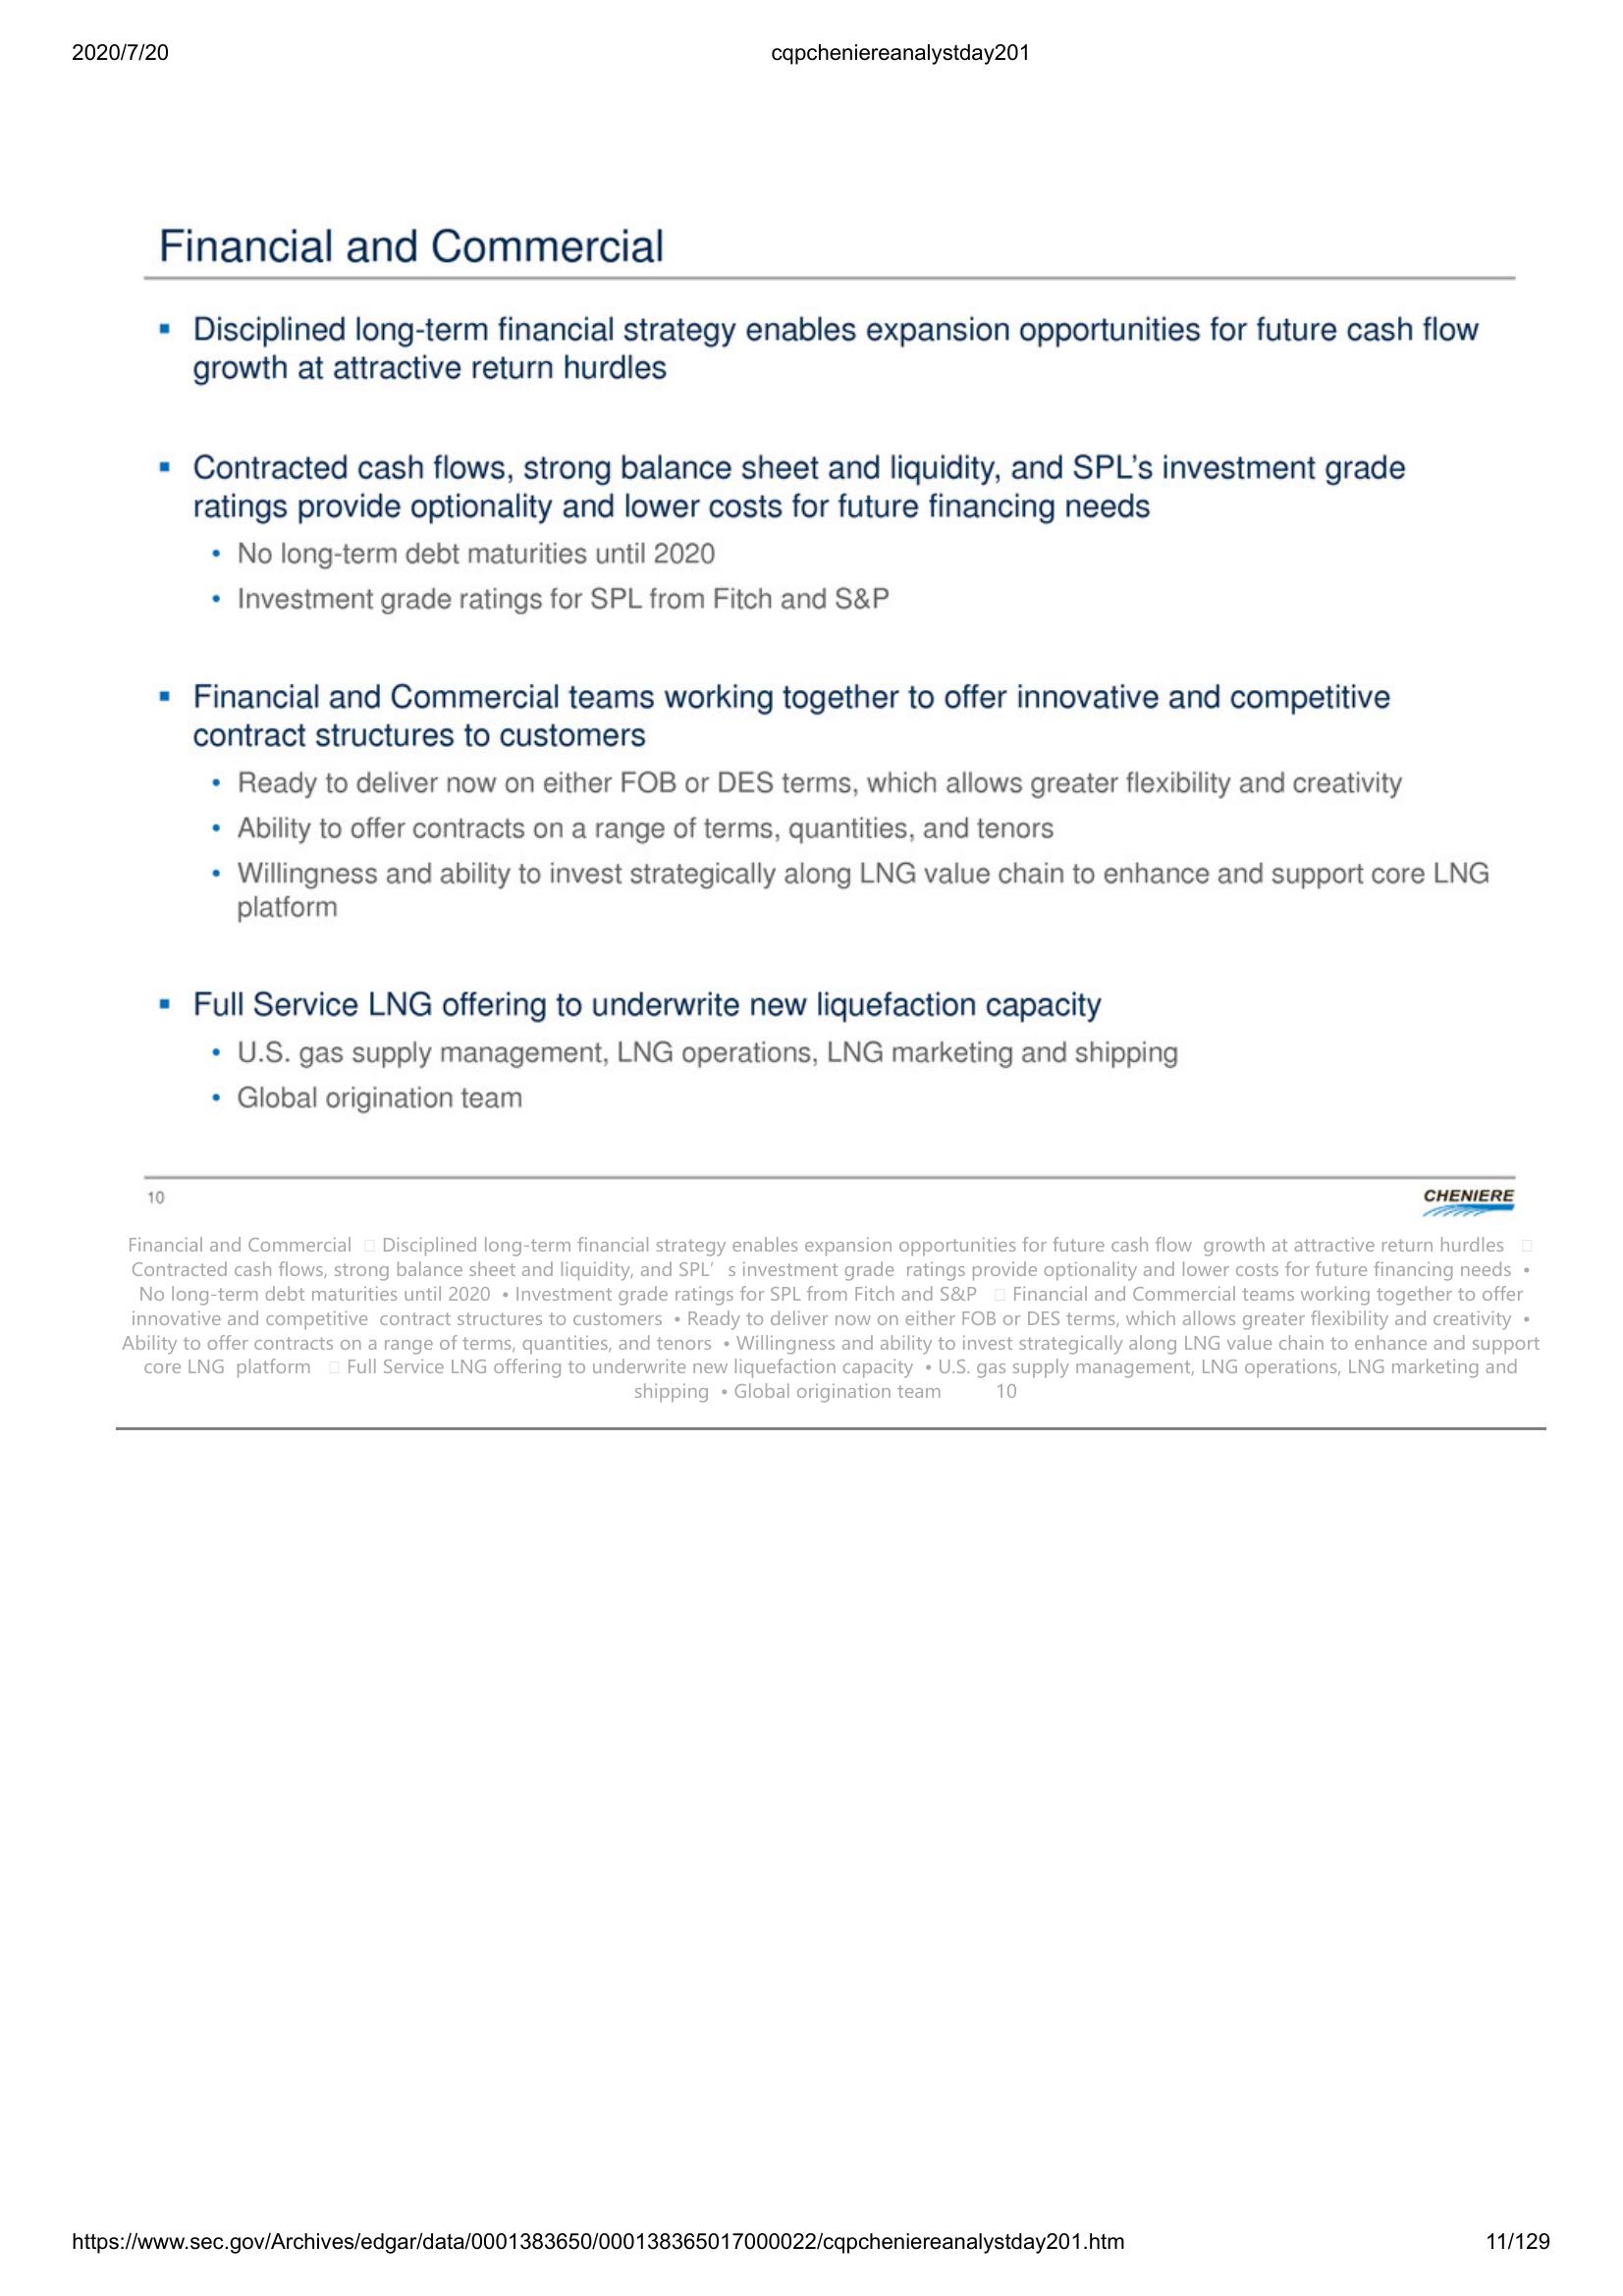 2020/7/20 cqpcheniereanalystday201
Financial and Commercial
▪ Disciplined long-term financial strategy enables expansion opportunities for future cash flow
growth at attractive return hurdles
▪ Contracted cash flows, strong balance sheet and liquidity, and SPL’s investment grade
ratings provide optionality and lower costs for future financing needs
• No long-term debt maturities until 2020
• Investment grade ratings for SPL from Fitch and S&P
▪ Financial and Commercial teams working together to offer innovative and competitive
contract structures to customers
• Ready to deliver now on either FOB or DES terms, which allows greater flexibility and creativity
• Ability to offer contracts on a range of terms, quantities, and tenors
• Willingness and ability to invest strategically along LNG value chain to enhance and support core LNG
platform
▪ Full Service LNG offering to underwrite new liquefaction capacity
• U.S. gas supply management, LNG operations, LNG marketing and shipping
• Global origination team
10 CHENIERE
Financial and Commercial  Disciplined long-term financial strategy enables expansion opportunities for future cash flow growth at attractive return hurdles 
Contracted cash flows, strong balance sheet and liquidity, and SPL’ s investment grade ratings provide optionality and lower costs for future financing needs •
No long-term debt maturities until 2020 • Investment grade ratings for SPL from Fitch and S&P  Financial and Commercial teams working together to offer
innovative and competitive contract structures to customers • Ready to deliver now on either FOB or DES terms, which allows greater flexibility and creativity •
Ability to offer contracts on a range of terms, quantities, and tenors • Willingness and ability to invest strategically along LNG value chain to enhance and support
core LNG platform  Full Service LNG offering to underwrite new liquefaction capacity • U.S. gas supply management, LNG operations, LNG marketing and
shipping • Global origination team 10
https://www.sec.gov/Archives/edgar/data/0001383650/000138365017000022/cqpcheniereanalystday201.htm 11/129